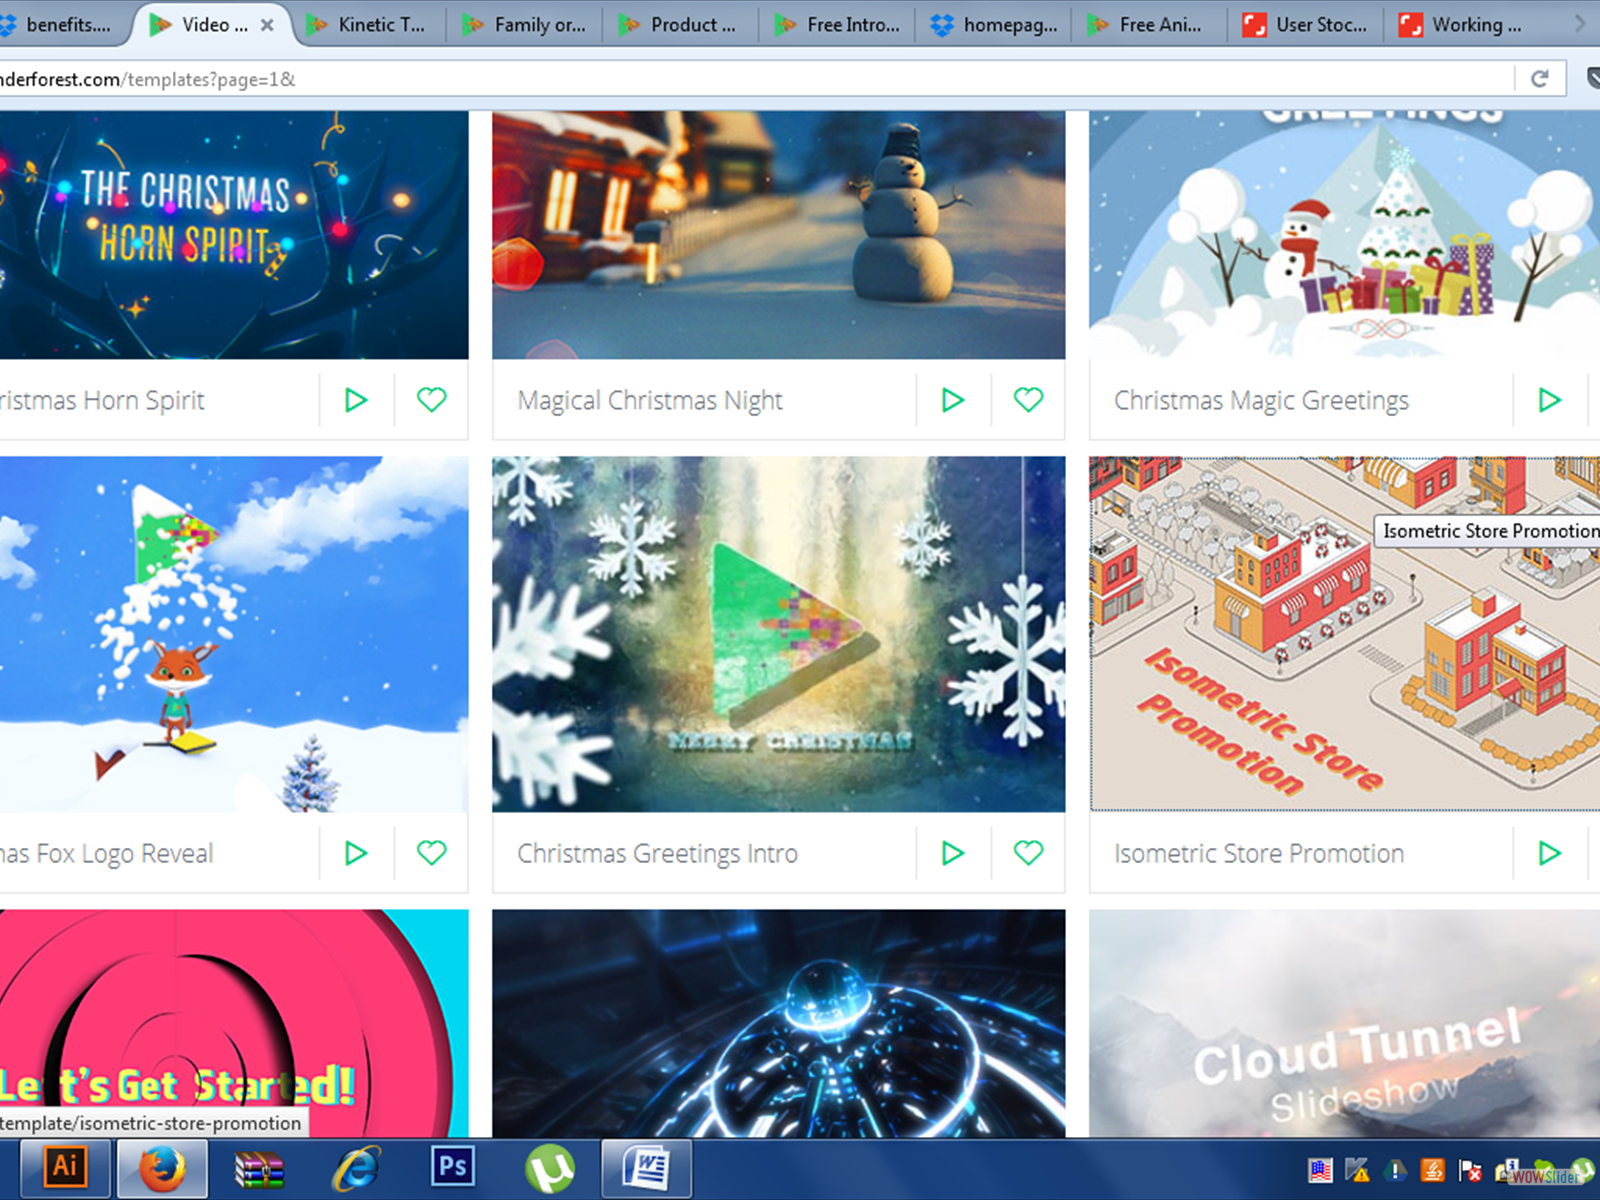 benefits....
Video ...
Kinetic T...
Family or...
Product ...
Free Intro...
homepag...
Free Ani...
User Stoc...
Working ...
nderforest.com/templates?page=1&
THE CHRISTMAS
HORN SPIRIT
GREETINGS
ristmas Horn Spirit
Magical Christmas Night
Christmas Magic Greetings
MERRY CHRISTMAS
Isometric Store Promotion
Isometric Store
Promotion
mas Fox Logo Reveal
Christmas Greetings Intro
Isometric Store Promotion
Let's Get Started!
Cloud Tunnel
Slideshow
template/isometric-store-promotion
Ai
Ps
W
WOWSlider